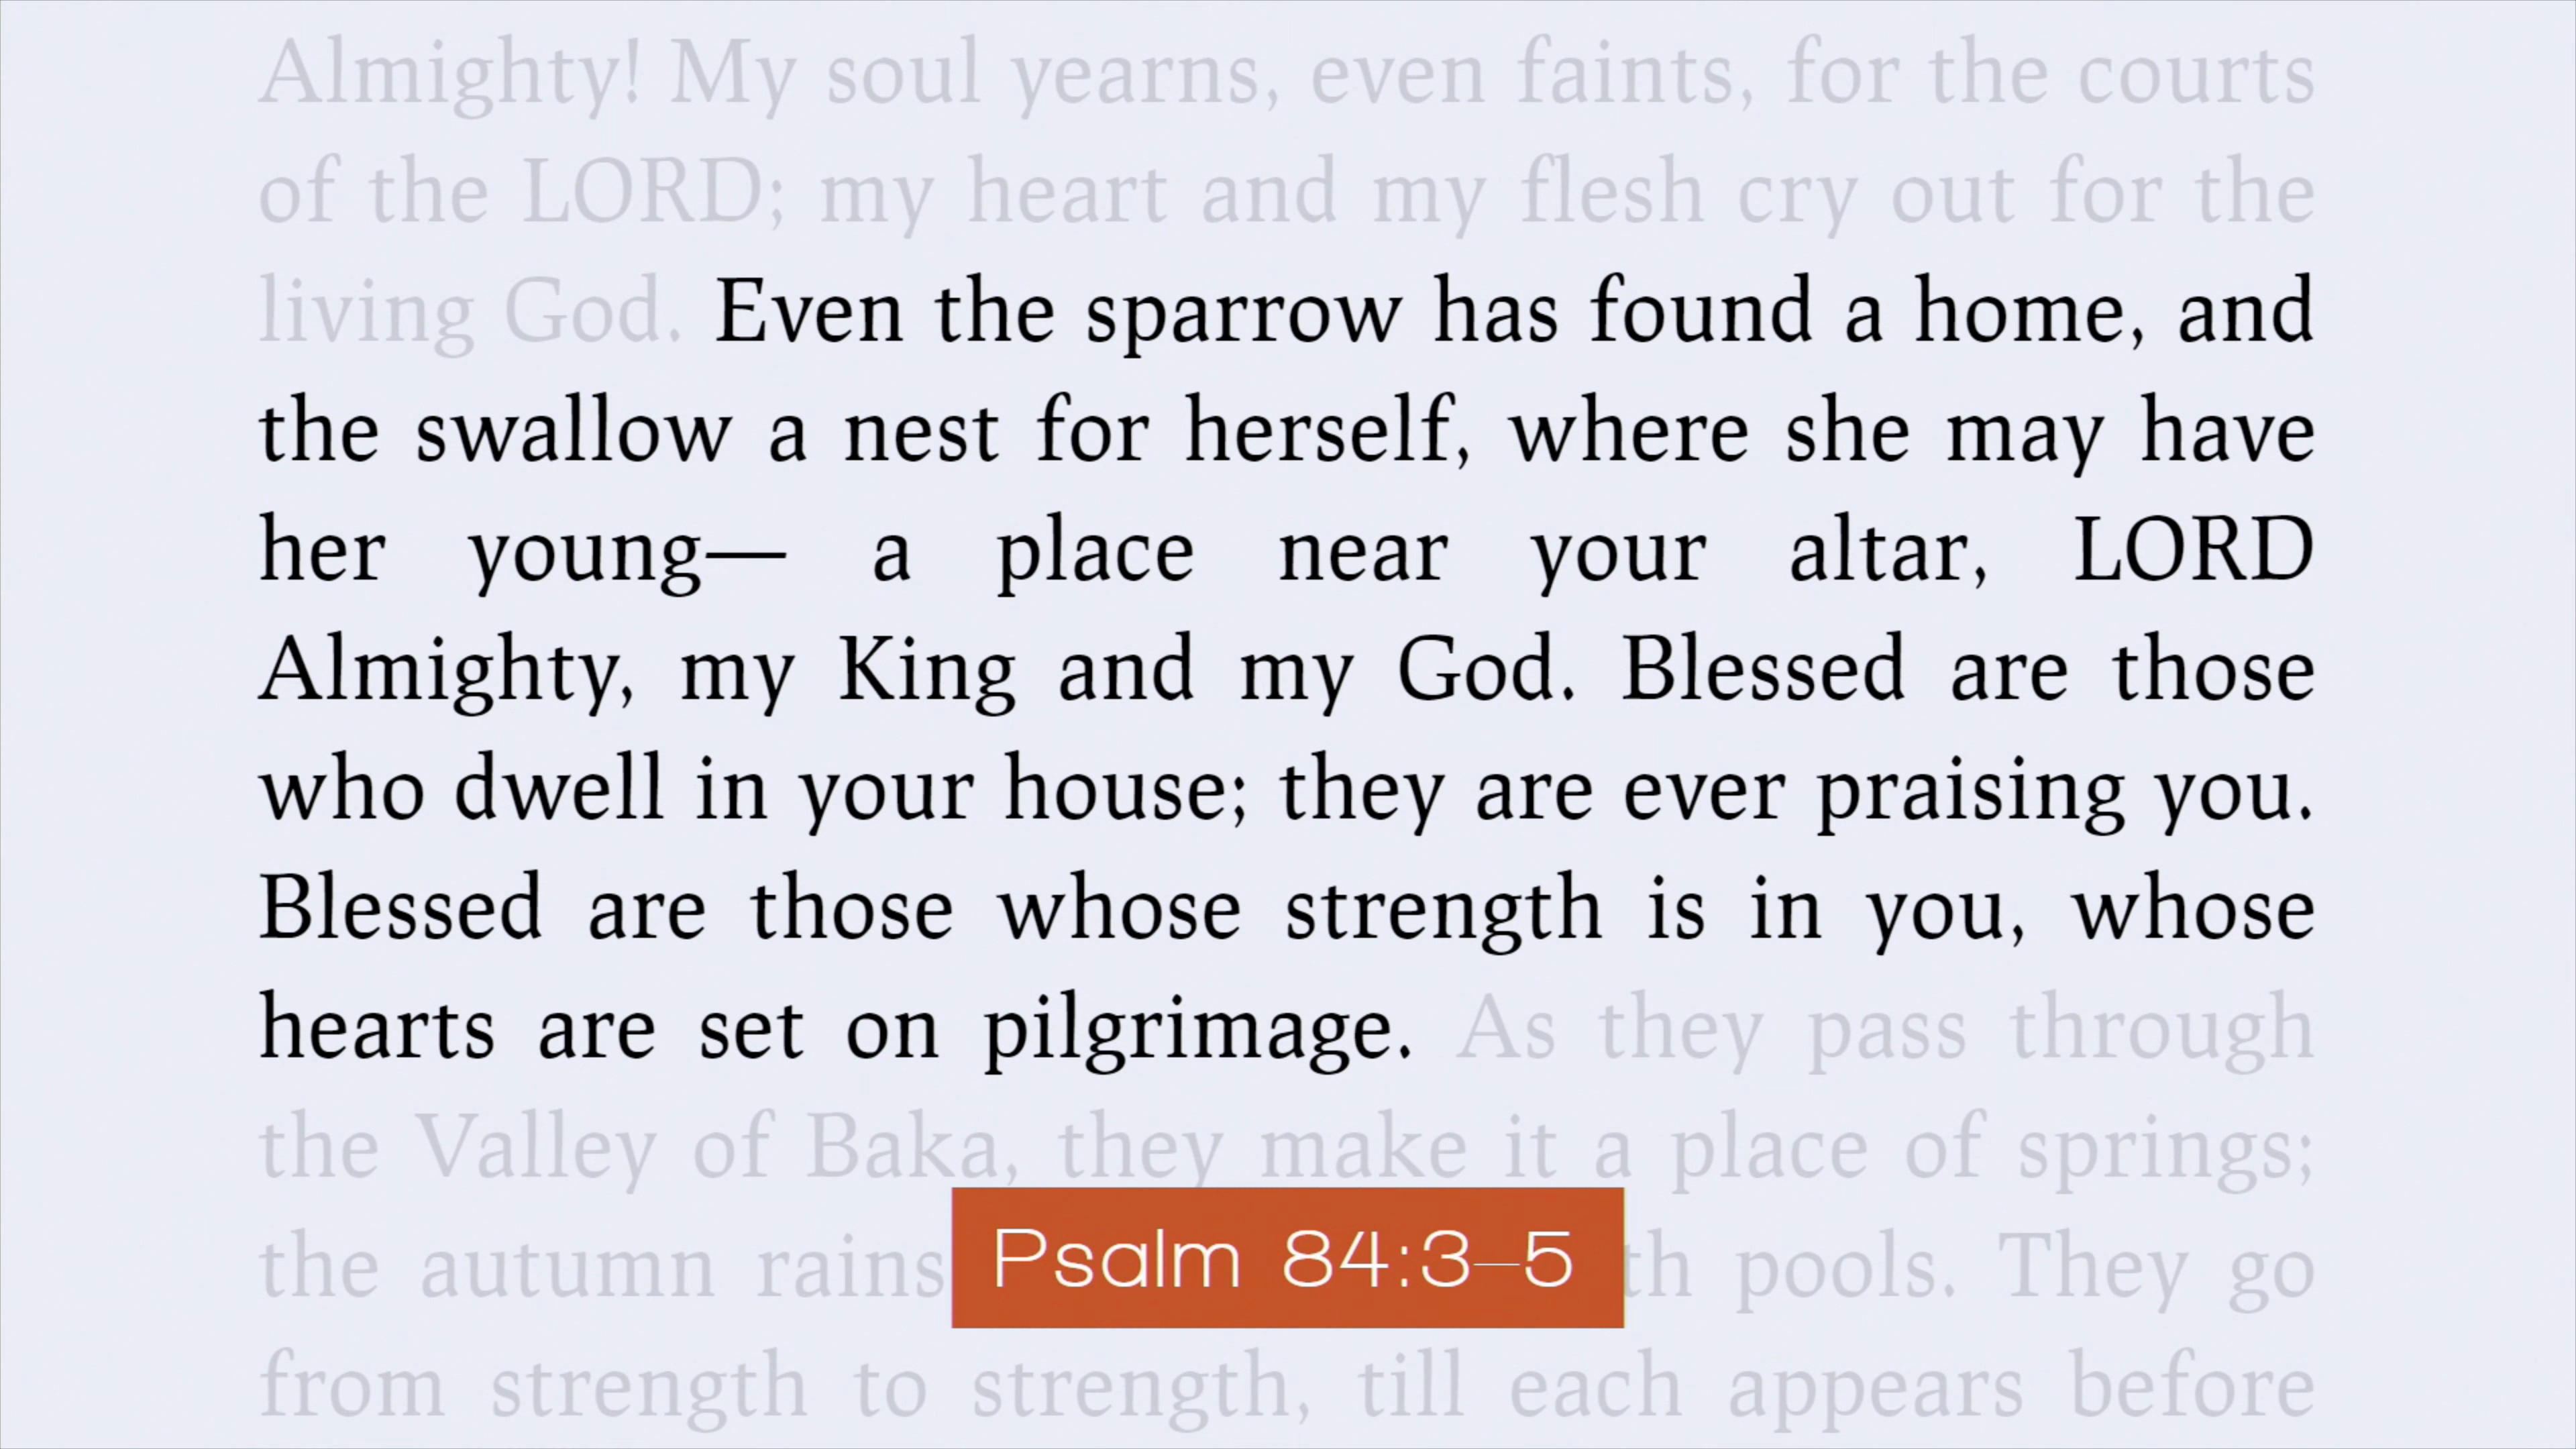 Almighty! My soul yearns, even faints, for the courts
of the LORD; my heart and my flesh cry out for the
living God. Even the sparrow has found a home, and
the swallow a nest for herself, where she may have
her young— a place near your altar, LORD
Almighty, my King and my God. Blessed are those
who dwell in your house; they are ever praising you.
Blessed are those whose strength is in you, whose
hearts are set on pilgrimage. As they pass through
the Valley of Baka, they make it a place of springs;
the autumn rains pools. They go
Psalm 84:3–5
from strength to strength, till each appears before